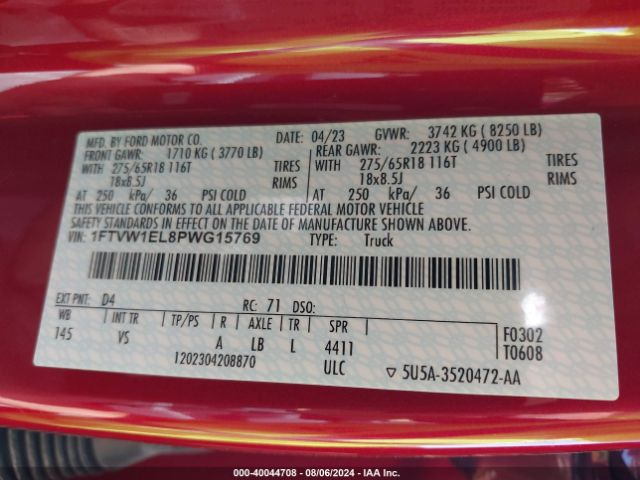 MFD. BY FORD MOTOR CO. DATE: 04/23 GVWR: 3742 KG ( 8250 LB)
FRONT GAWR: 1710 KG ( 3770 LB) REAR GAWR: 2223 KG ( 4900 LB)
WITH 275/65R18 116T TIRES WITH 275/65R18 116T TIRES
18x8.5J RIMS 18x8.5J RIMS
AT 250 kPa/ 36 PSI COLD AT 250 kPa/ 36 PSI COLD
THIS VEHICLE CONFORMS TO ALL APPLICABLE FEDERAL MOTOR VEHICLE
SAFETY STANDARDS IN EFFECT ON THE DATE OF MANUFACTURE SHOWN ABOVE.
VIN: 1FTVW1EL8PWG15769 TYPE: Truck
EXT PNT: D4 RC: 71 DSO:
WB INT TR TP/PS R AXLE TR SPR
145 VS A LB L 4411
F0302
T0608
1202304208870 ULC
▽ 5U5A-3520472-AA
000-40044708 - 08/06/2024 - IAA Inc.